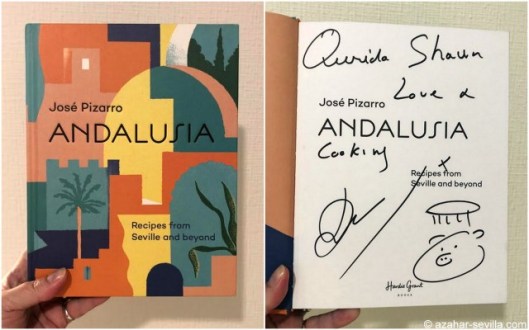 José Pizarro
ANDALUSIA
Recipes from
Seville and beyond
Querida Shawn
Love &
José Pizarro
ANDALUSIA
Cooking
x
Recipes from
Seville and beyond
Hardie Grant
BOOKS
© azahar-sevilla.com